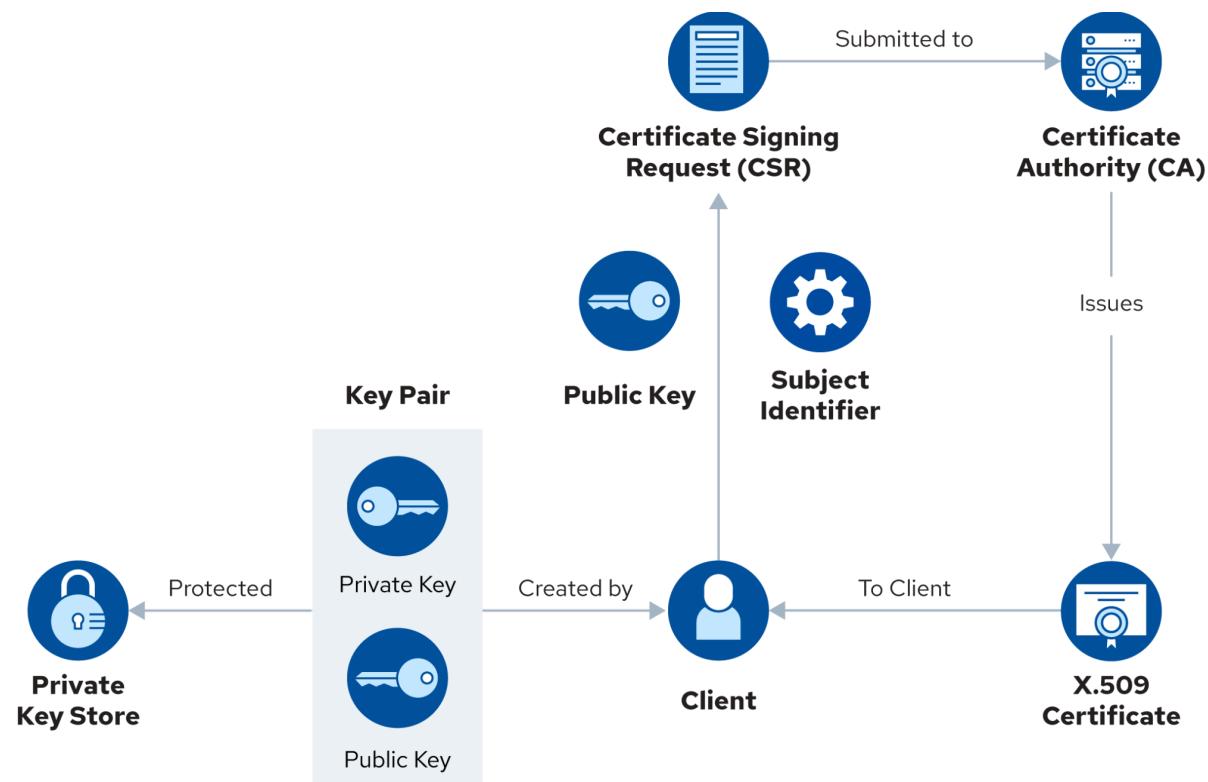 Submitted to
Certificate Signing
Request (CSR)
Certificate
Authority (CA)
Issues
Public Key
Subject
Identifier
Key Pair
Private Key
Public Key
Protected
Created by
To Client
Private
Key Store
Client
X.509
Certificate